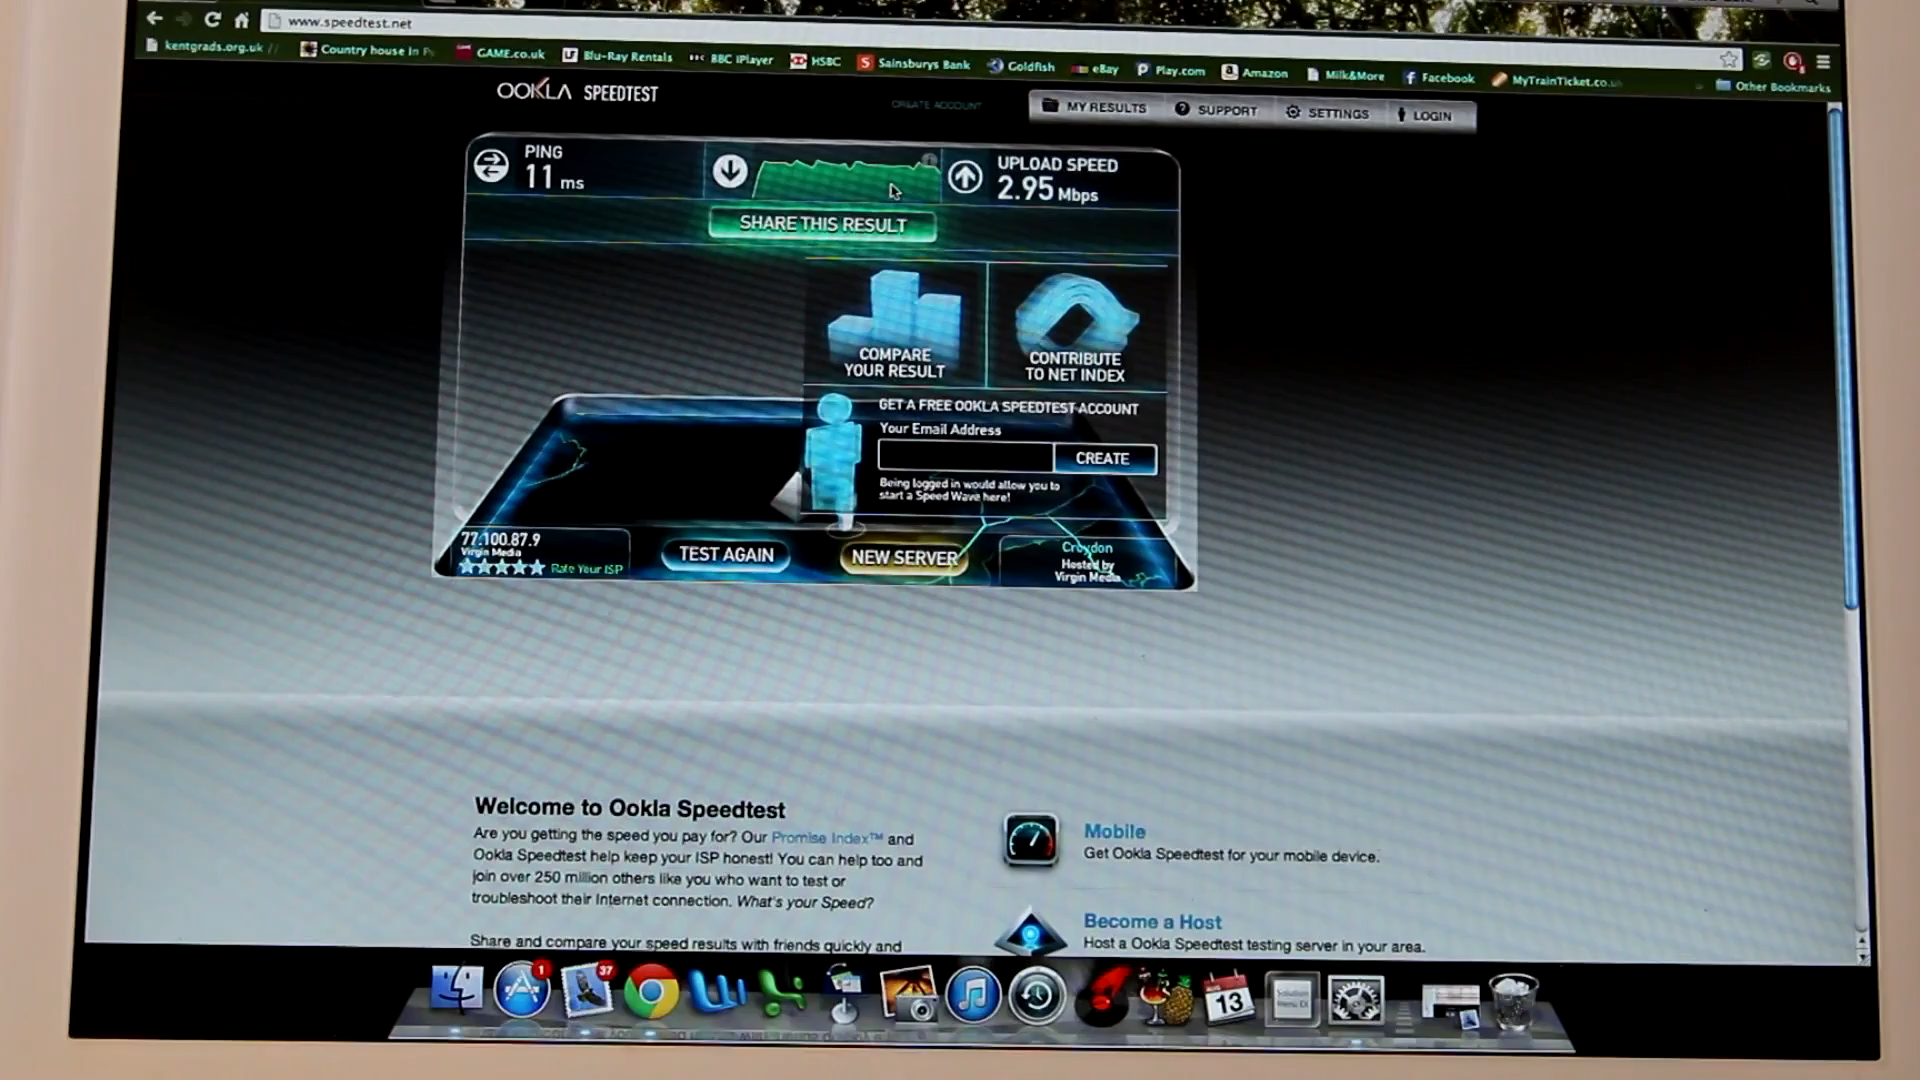 www.speedtest.net
kentgrads.org.uk //
Country house in
GAME.co.uk
Blu-Ray Rentals
BBC iPlayer
HSBC
Sainsburys Bank
Goldfish
eBay
Play.com
Amazon
Milk&More
Facebook
MyTrainTicket.co.u
Other Bookmarks
OOKLA SPEEDTEST
CREATE ACCOUNT
MY RESULTS
SUPPORT
SETTINGS
LOGIN
PING
11 ms
UPLOAD SPEED
2.95 Mbps
SHARE THIS RESULT
COMPARE
YOUR RESULT
CONTRIBUTE
TO NET INDEX
GET A FREE OOKLA SPEEDTEST ACCOUNT
Your Email Address
CREATE
Being logged in would allow you to
start a Speed Wave here!
77.100.87.9
Virgin Media
Rate Your ISP
TEST AGAIN
NEW SERVER
Croydon
Hosted by
Virgin Media
Welcome to Ookla Speedtest
Are you getting the speed you pay for? Our Promise Index™ and
Ookla Speedtest help keep your ISP honest! You can help too and
join over 250 million others like you who want to test or
troubleshoot their Internet connection. What's your Speed?
Share and compare your speed results with friends quickly and
Mobile
Get Ookla Speedtest for your mobile device.
Become a Host
Host a Ookla Speedtest testing server in your area.
1
37
13